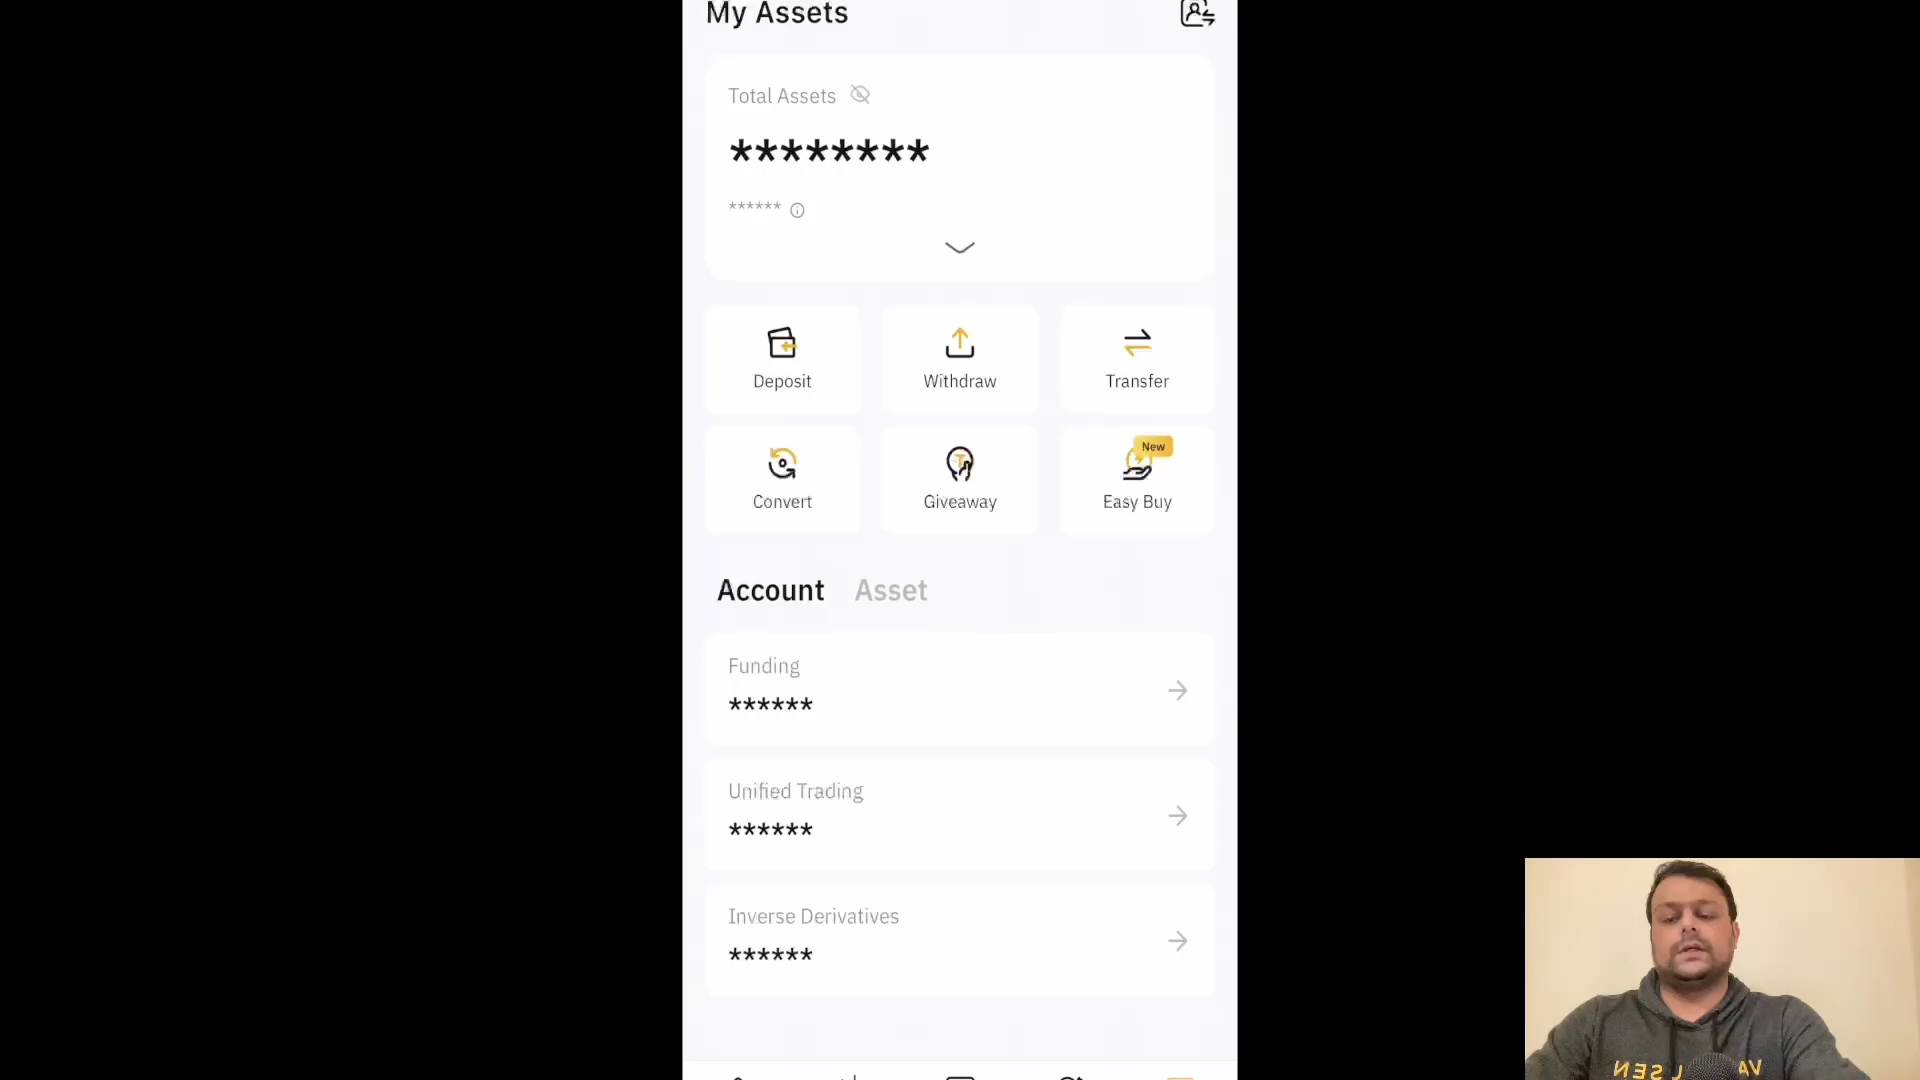 My Assets
Total Assets
********
******
Deposit
Withdraw
Transfer
Convert
Giveaway
New
Easy Buy
Account
Asset
Funding
******
Unified Trading
******
Inverse Derivatives
******